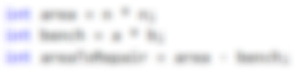 int area = n * n;
int bench = a * b;
int areaToRepair = area - bench;